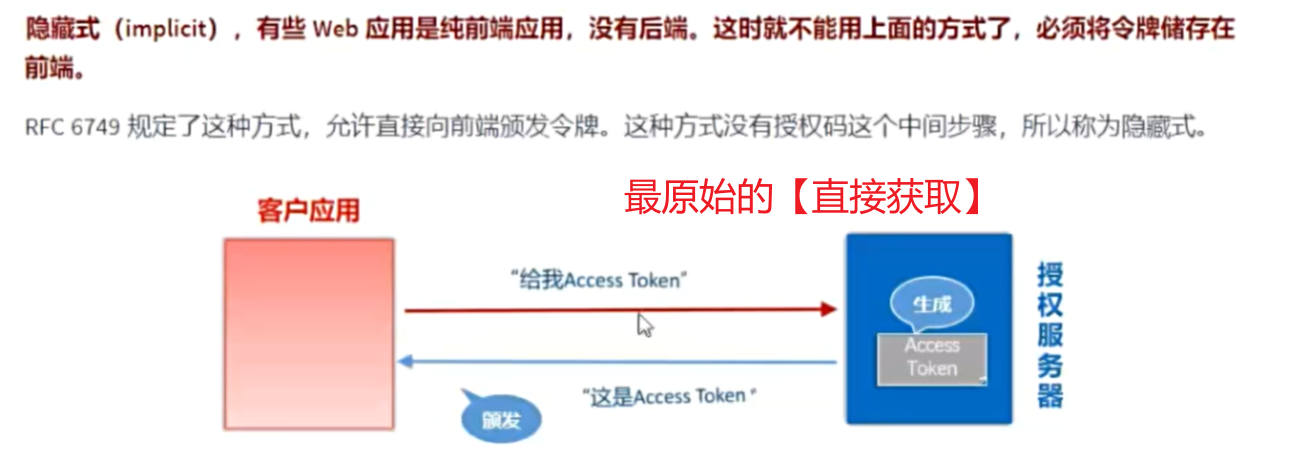 隐藏式（implicit），有些 Web 应用是纯前端应用，没有后端。这时就不能用上面的方式了，必须将令牌储存在
前端。
RFC 6749 规定了这种方式，允许直接向前端颁发令牌。这种方式没有授权码这个中间步骤，所以称为隐藏式。
最原始的【直接获取】
客户应用
“给我Access Token”
生成
Access
Token
授权服务器
“这是Access Token ”
颁发